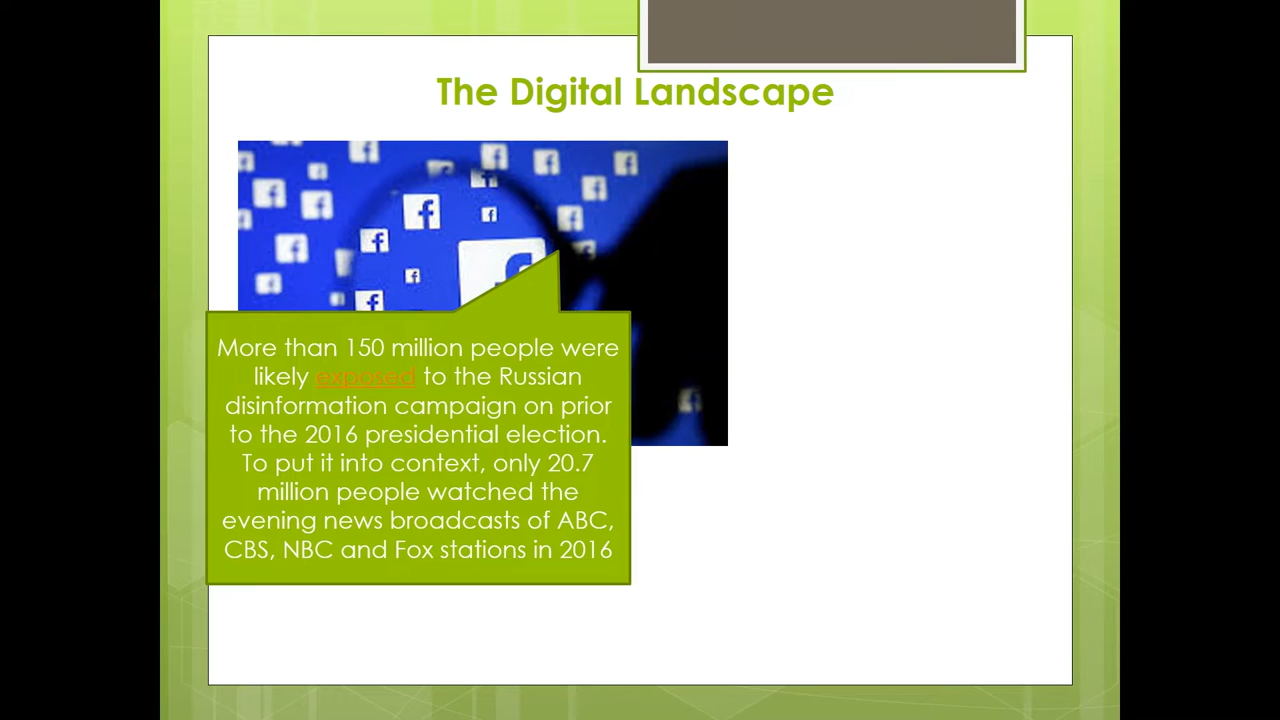 The Digital Landscape
More than 150 million people were
likely exposed to the Russian
disinformation campaign on prior
to the 2016 presidential election.
To put it into context, only 20.7
million people watched the
evening news broadcasts of ABC,
CBS, NBC and Fox stations in 2016